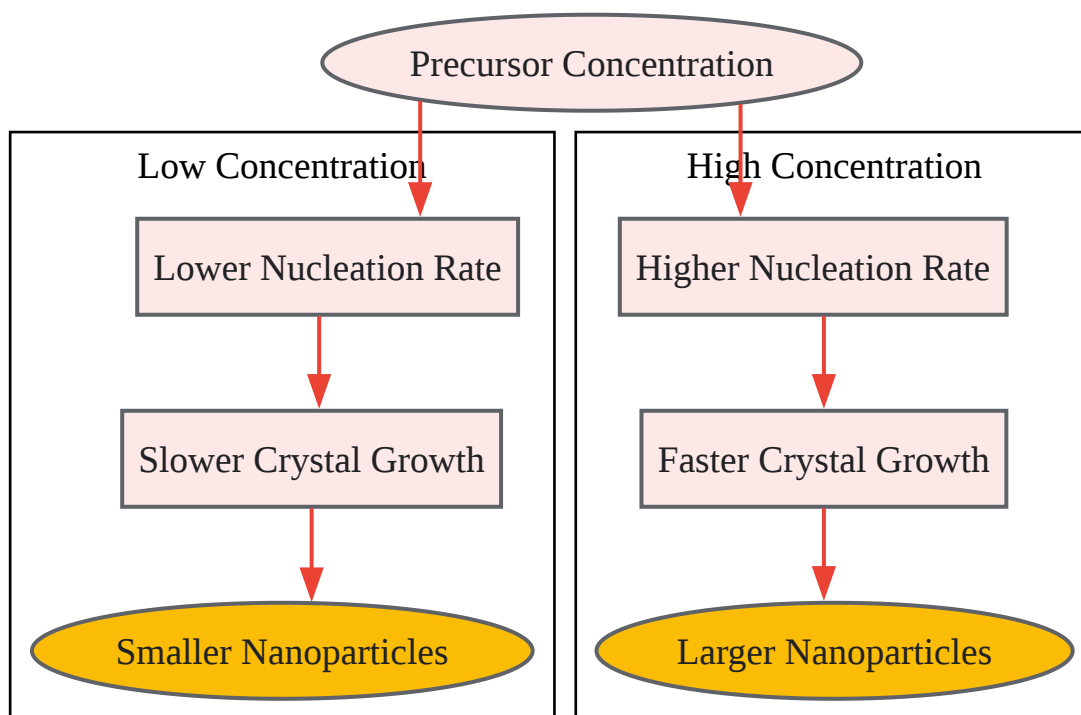 Precursor Concentration
Low Concentration
High Concentration
Lower Nucleation Rate
Higher Nucleation Rate
Slower Crystal Growth
Faster Crystal Growth
Smaller Nanoparticles
Larger Nanoparticles